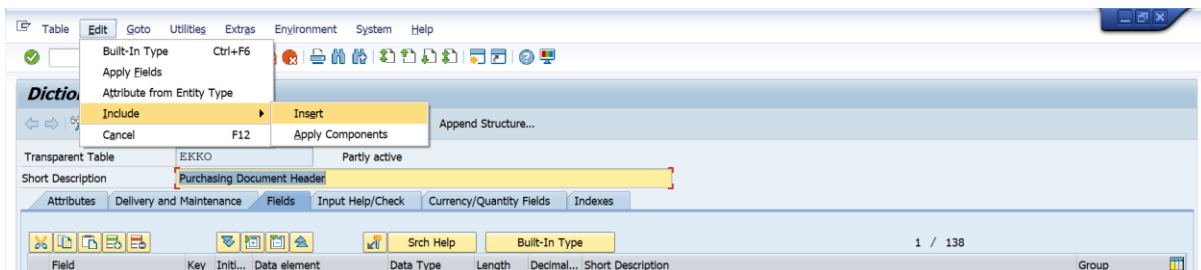 Table Edit Goto Utilities Extras Environment System Help
Built-In Type Ctrl+F6
Apply Fields
Attribute from Entity Type
Dictio
Include Insert
Append Structure...
Cancel F12 Apply Components
Transparent Table EKKO Partly active
Short Description Purchasing Document Header
Attributes Delivery and Maintenance Fields Input Help/Check Currency/Quantity Fields Indexes
Srch Help Built-In Type 1 / 138
Field Key Initi... Data element Data Type Length Decimal... Short Description Group